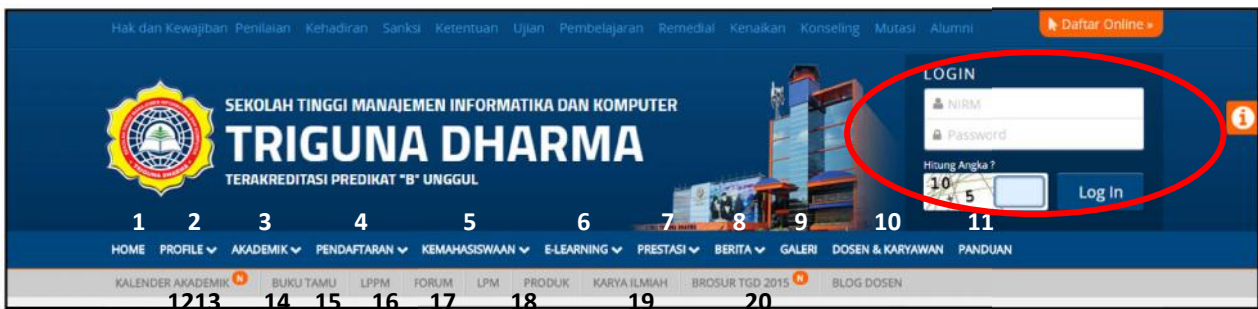 Hak dan Kewajiban Penilaian Kehadiran Sanksi Ketentuan Ujian Pembelajaran Remedial Kenaikan Konseling Mutasi Alumni
Daftar Online »
LOGIN
NIRM
Password
Hitung Angka ?
10 5
Log In
SEKOLAH TINGGI MANAJEMEN INFORMATIKA DAN KOMPUTER
TRIGUNA DHARMA
TERAKREDITASI PREDIKAT "B" UNGGUL
TRIGUNA DHARMA
1 2 3 4 5 6 7 8 9 10 11
HOME PROFILE AKADEMIK PENDAFTARAN KEMAHASISWAAN E-LEARNING PRESTASI BERITA GALERI DOSEN & KARYAWAN PANDUAN
KALENDER AKADEMIK N BUKU TAMU LPPM FORUM LPM PRODUK KARYA ILMIAH BROSUR TGD 2015 N BLOG DOSEN
1213 14 15 16 17 18 19 20